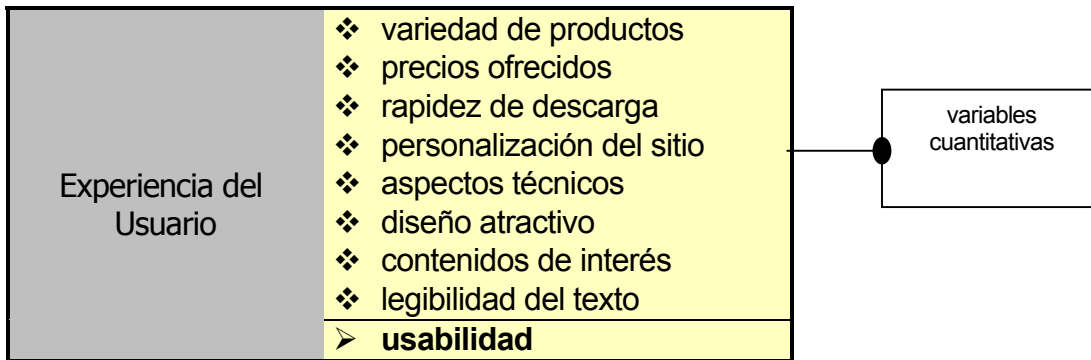 Experiencia del
Usuario
❖ variedad de productos
❖ precios ofrecidos
❖ rapidez de descarga
❖ personalización del sitio
❖ aspectos técnicos
❖ diseño atractivo
❖ contenidos de interés
❖ legibilidad del texto
➢ usabilidad
variables
cuantitativas